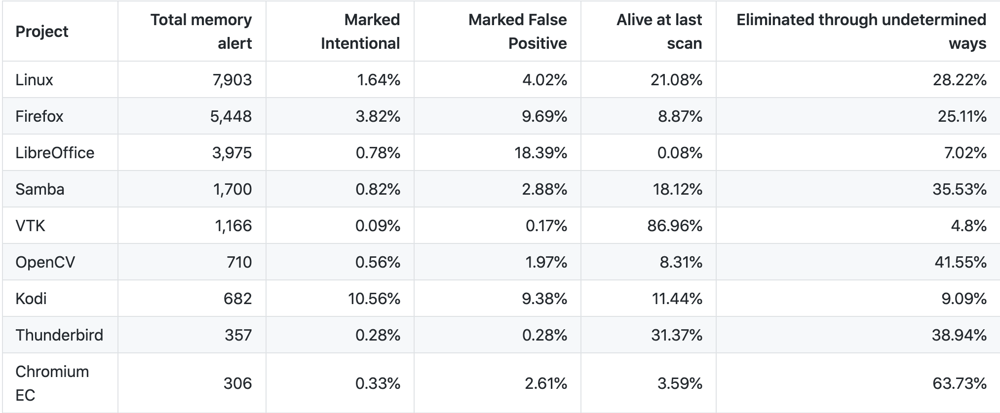 Project
Total memory
alert
Marked
Intentional
Marked False
Positive
Alive at last
scan
Eliminated through undetermined
ways
Linux 7,903 1.64% 4.02% 21.08% 28.22%
Firefox 5,448 3.82% 9.69% 8.87% 25.11%
LibreOffice 3,975 0.78% 18.39% 0.08% 7.02%
Samba 1,700 0.82% 2.88% 18.12% 35.53%
VTK 1,166 0.09% 0.17% 86.96% 4.8%
OpenCV 710 0.56% 1.97% 8.31% 41.55%
Kodi 682 10.56% 9.38% 11.44% 9.09%
Thunderbird 357 0.28% 0.28% 31.37% 38.94%
Chromium
EC
306 0.33% 2.61% 3.59% 63.73%